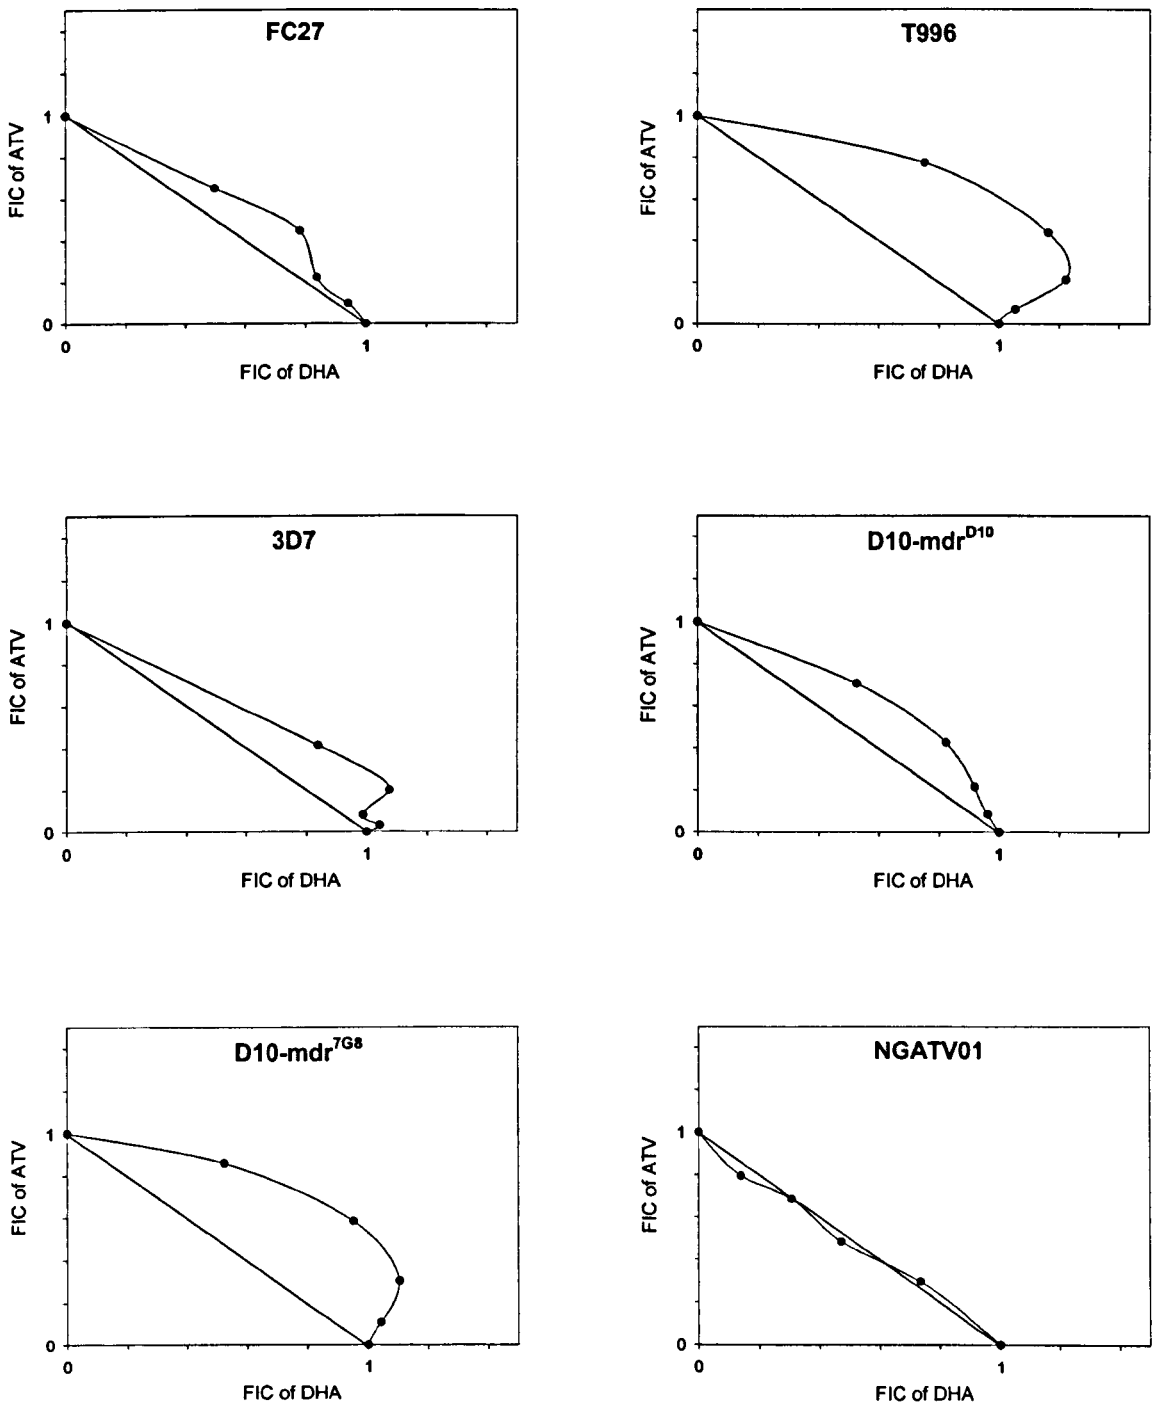 FC27
FIC of ATV
1
0
0
1
FIC of DHA
T996
FIC of ATV
1
0
0
1
FIC of DHA
3D7
FIC of ATV
1
0
0
1
FIC of DHA
D10-mdr^D10
FIC of ATV
1
0
0
1
FIC of DHA
D10-mdr^7G8
FIC of ATV
1
0
0
1
FIC of DHA
NGATV01
FIC of ATV
1
0
0
1
FIC of DHA